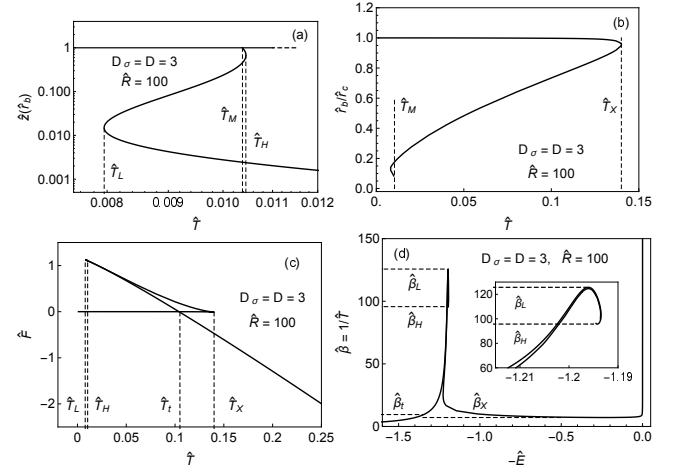 (a)
ẑ(r̂_b)
1
0.100
0.010
0.001
D_σ = D = 3
R̂ = 100
T̂_L
T̂_M
T̂_H
0.008 0.009 0.010 0.011 0.012
T̂
(b)
r̂_b/r̂_c
1.0
0.8
0.6
0.4
0.2
0.0
T̂_M
T̂_X
D_σ = D = 3
R̂ = 100
0 0.05 0.10 0.15
T̂
(c)
F̂
1
0
−1
−2
D_σ = D = 3
R̂ = 100
T̂_L T̂_H T̂_t T̂_X
0 0.05 0.10 0.15 0.20 0.25
T̂
(d)
D_σ = D = 3, R̂ = 100
β̂ = 1/T̂
150
100
50
0
β̂_L
β̂_H
β̂_t
β̂_X
120
100
80
60
β̂_L
β̂_H
−1.21 −1.2 −1.19
−1.5 −1.0 −0.5 0.0
−Ê